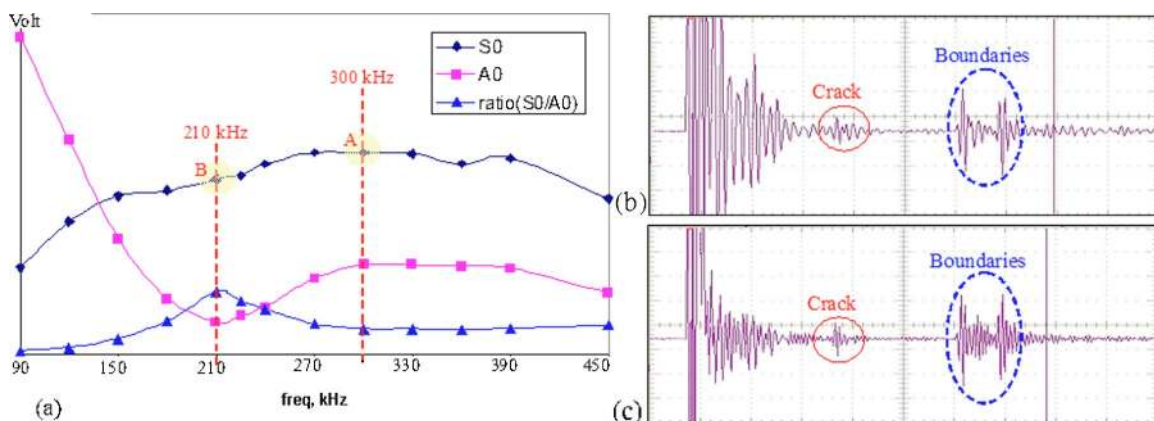 Volt
S0
A0
ratio(S0/A0)
300 kHz
210 kHz
A
B
90 150 210 270 330 390 450
freq, kHz
(a)
Boundaries
Crack
(b)
Boundaries
Crack
(c)